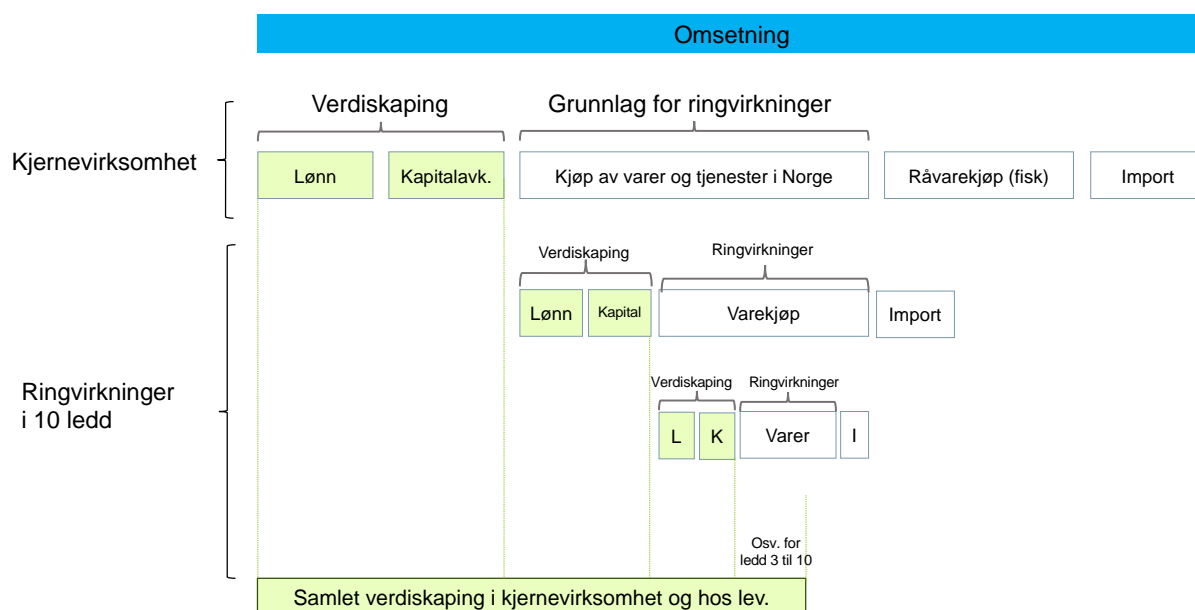 Omsetning
Verdiskaping
Grunnlag for ringvirkninger
Kjernevirksomhet
Lønn
Kapitalavk.
Kjøp av varer og tjenester i Norge
Råvarekjøp (fisk)
Import
Verdiskaping
Ringvirkninger
Lønn
Kapital
Varekjøp
Import
Ringvirkninger
i 10 ledd
Verdiskaping
Ringvirkninger
L
K
Varer
I
Osv. for
ledd 3 til 10
Samlet verdiskaping i kjernevirksomhet og hos lev.